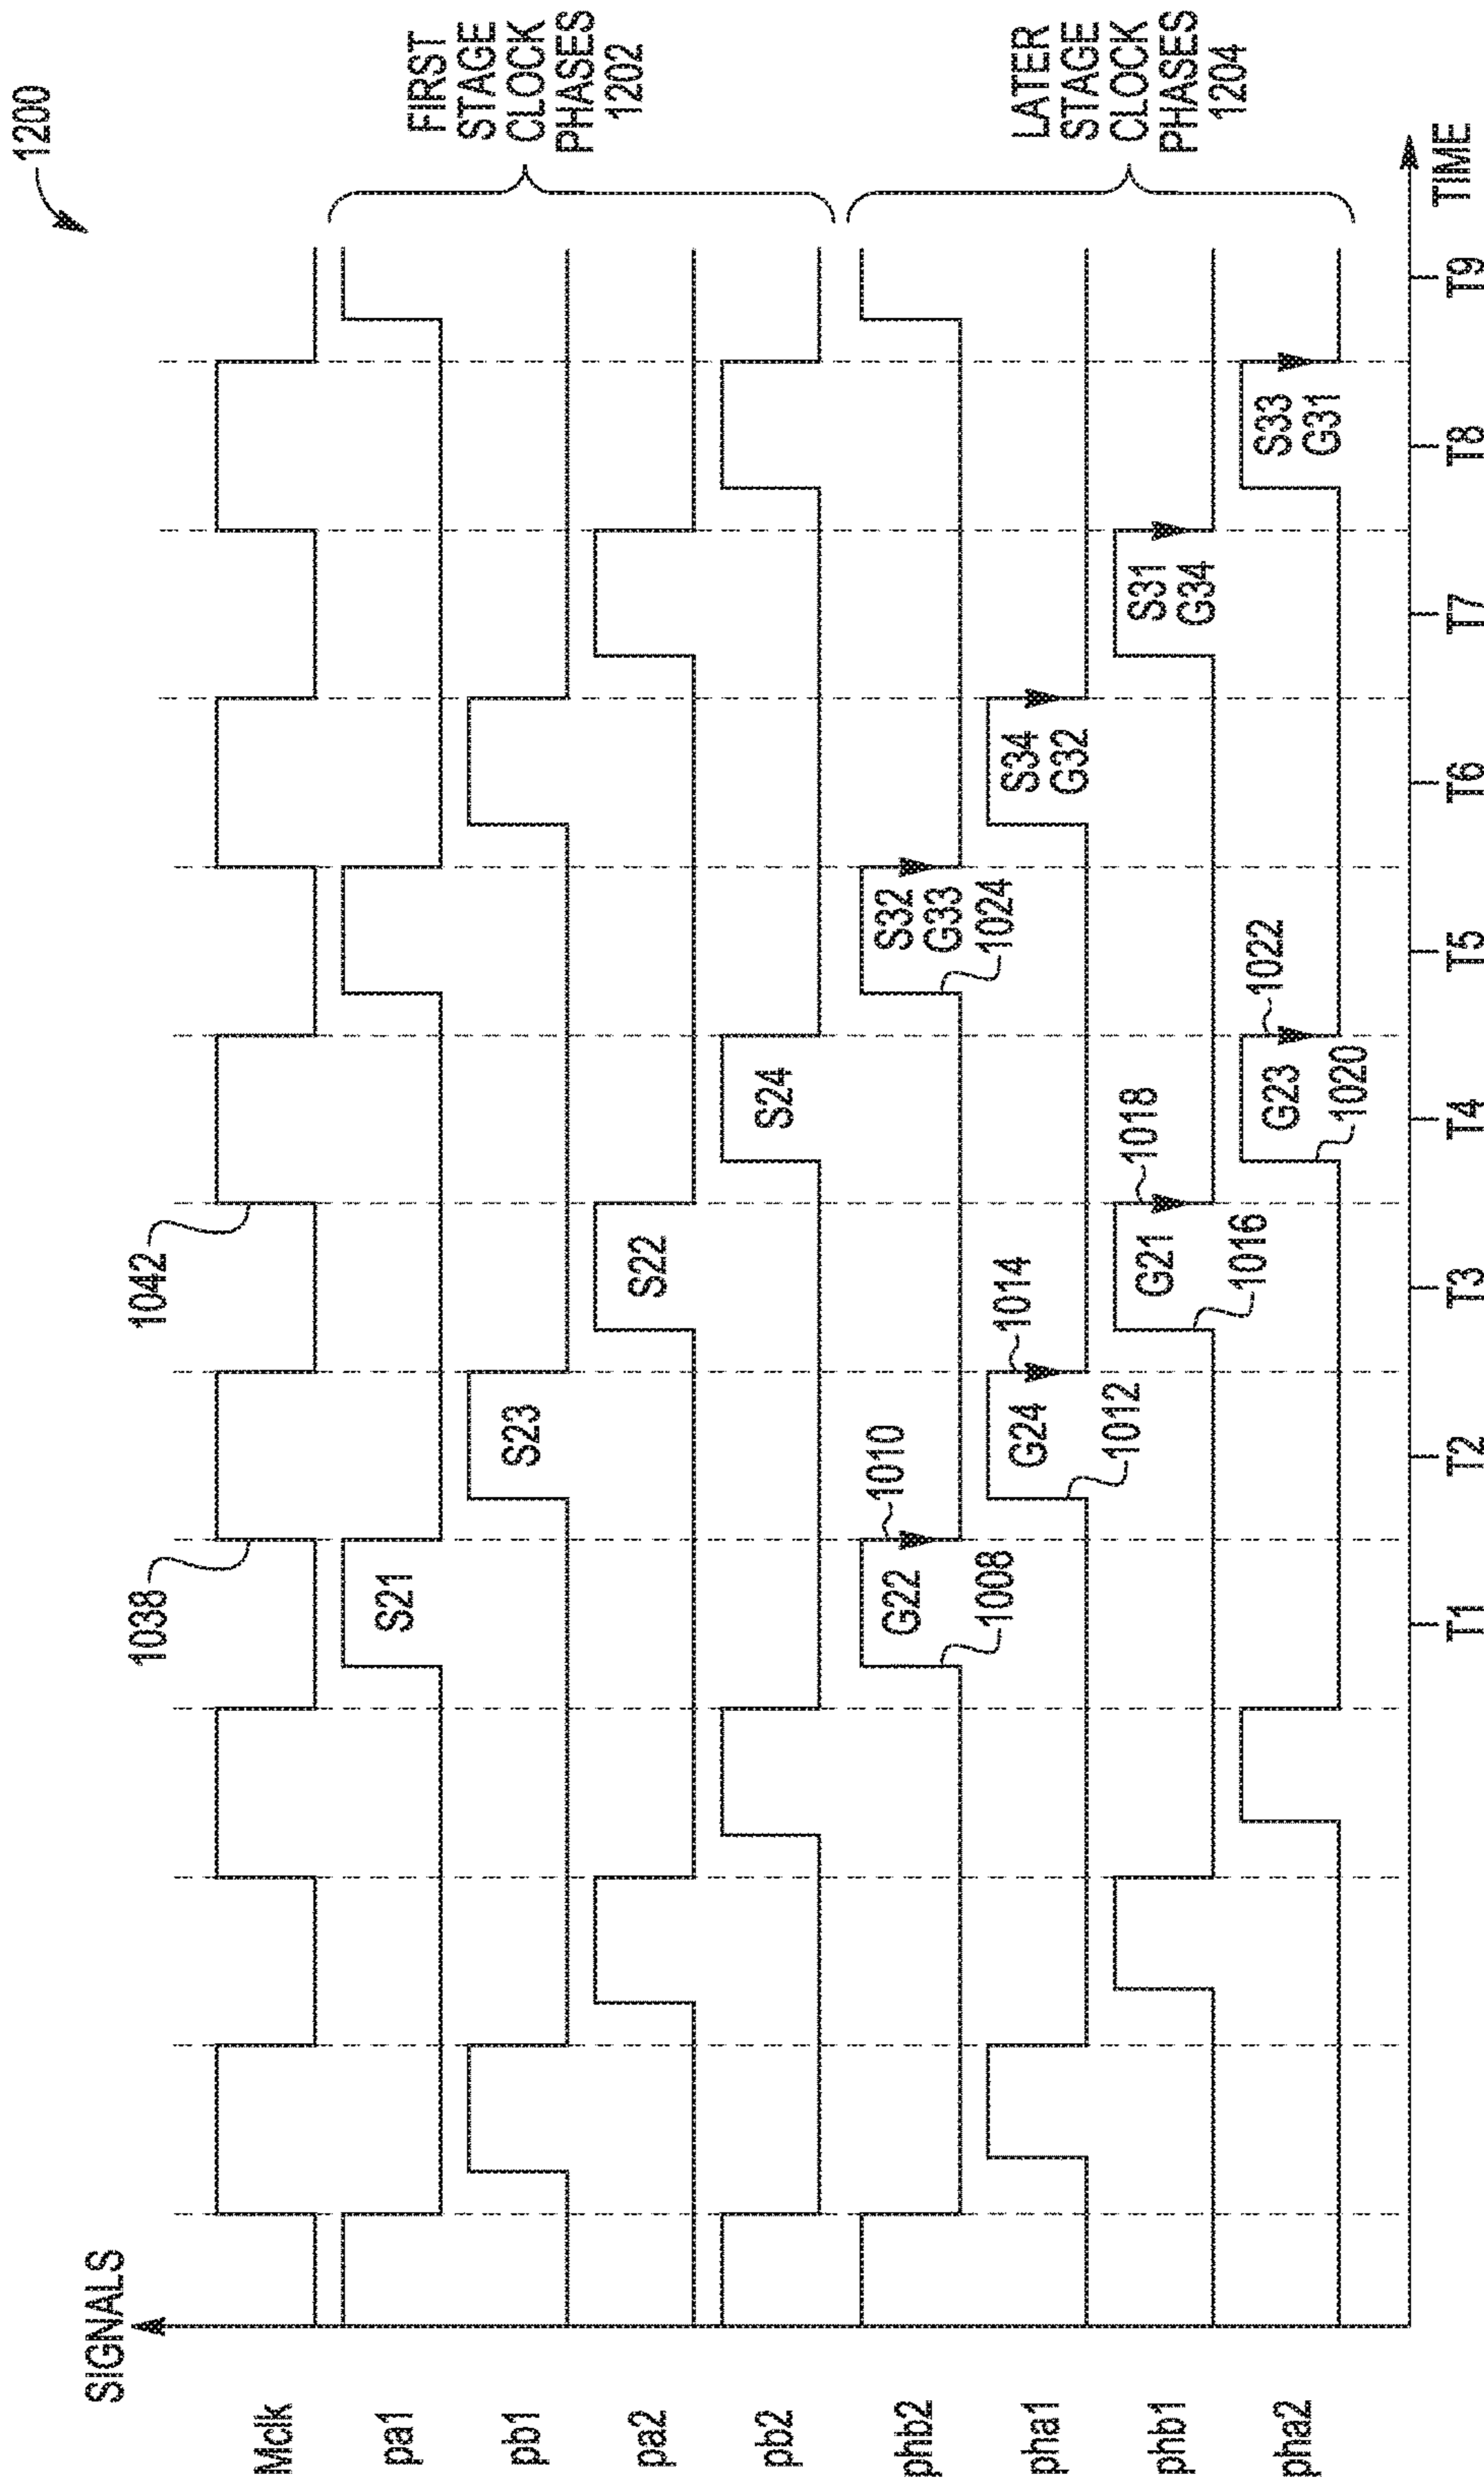 1200
SIGNALS
1038
1042
Mclk
pa1
S21
pb1
S23
pa2
S22
pb2
S24
FIRST
STAGE
CLOCK
PHASES
1202
phb2
G22
1008
1010
S32
G33
1024
pha1
G24
1012
1014
S34
G32
phb1
G21
1016
1018
S31
G34
pha2
G23
1020
1022
S33
G31
LATER
STAGE
CLOCK
PHASES
1204
T1
T2
T3
T4
T5
T6
T7
T8
T9
TIME